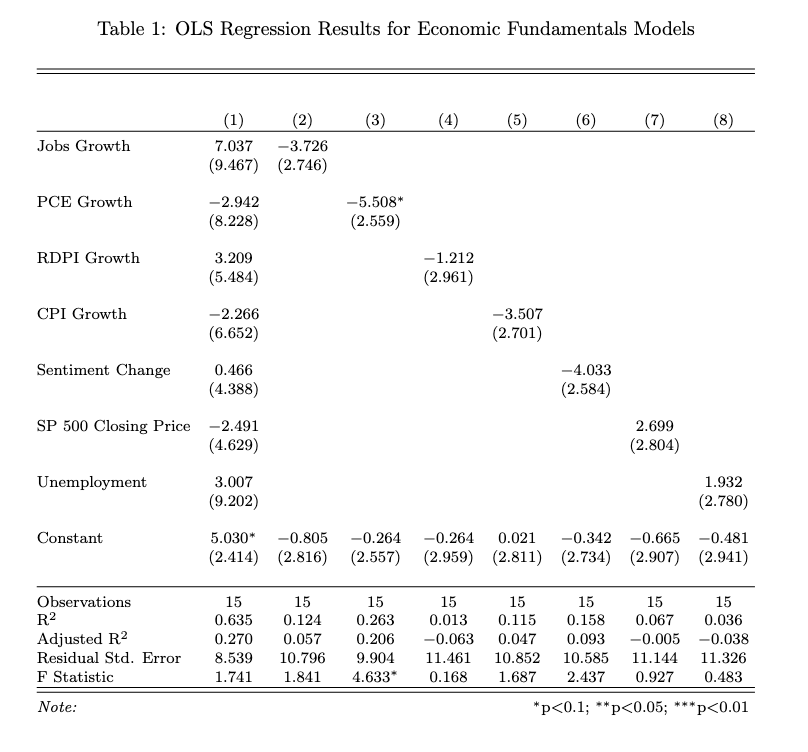 Table 1: OLS Regression Results for Economic Fundamentals Models
(1) (2) (3) (4) (5) (6) (7) (8)
Jobs Growth 7.037 −3.726
(9.467) (2.746)
PCE Growth −2.942 −5.508*
(8.228) (2.559)
RDPI Growth 3.209 −1.212
(5.484) (2.961)
CPI Growth −2.266 −3.507
(6.652) (2.701)
Sentiment Change 0.466 −4.033
(4.388) (2.584)
SP 500 Closing Price −2.491 2.699
(4.629) (2.804)
Unemployment 3.007 1.932
(9.202) (2.780)
Constant 5.030* −0.805 −0.264 −0.264 0.021 −0.342 −0.665 −0.481
(2.414) (2.816) (2.557) (2.959) (2.811) (2.734) (2.907) (2.941)
Observations 15 15 15 15 15 15 15 15
R² 0.635 0.124 0.263 0.013 0.115 0.158 0.067 0.036
Adjusted R² 0.270 0.057 0.206 −0.063 0.047 0.093 −0.005 −0.038
Residual Std. Error 8.539 10.796 9.904 11.461 10.852 10.585 11.144 11.326
F Statistic 1.741 1.841 4.633* 0.168 1.687 2.437 0.927 0.483
Note: *p<0.1; **p<0.05; ***p<0.01